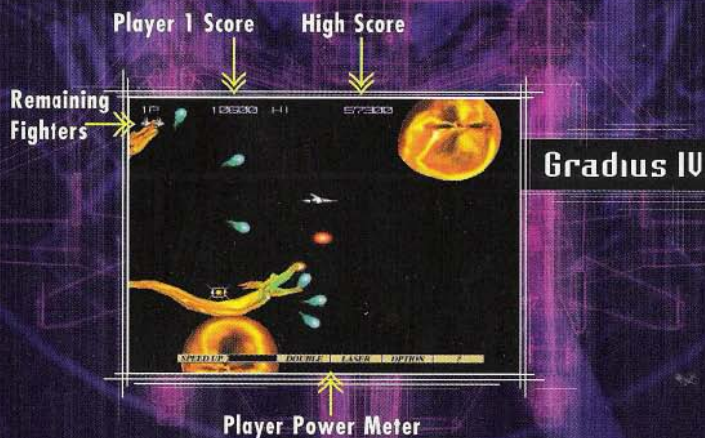 Player 1 Score High Score
Remaining
Fighters
1P 10600 HI 57300
Gradius IV
SPEED UP DOUBLE LASER OPTION ?
Player Power Meter